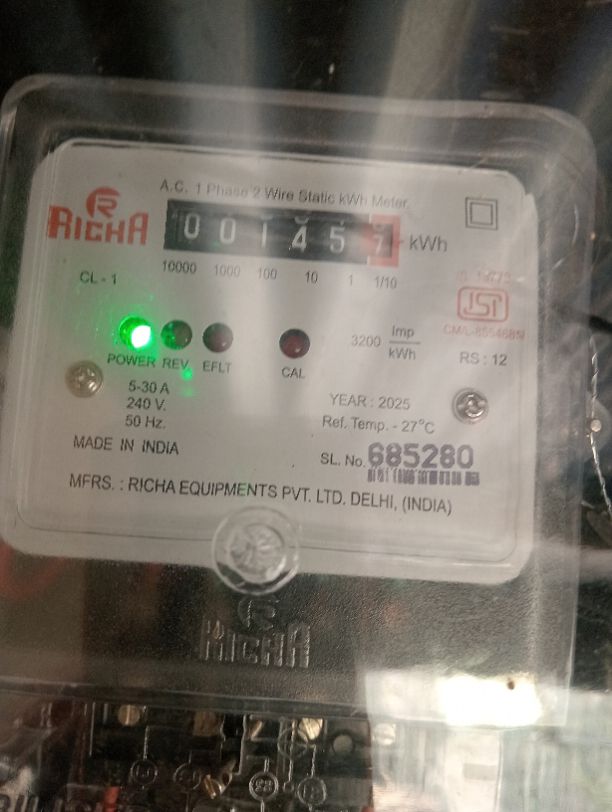 A.C. 1 Phase 2 Wire Static kWh Meter.
RICHA
0 0 1 4 5 7 kWh
CL - 1
10000 1000 100 10 1 1/10
POWER REV. EFLT CAL
3200 Imp
kWh
RS : 12
5-30 A
240 V.
50 Hz.
YEAR : 2025
Ref. Temp. - 27°C
MADE IN INDIA
SL. No. 685280
MFRS. : RICHA EQUIPMENTS PVT. LTD. DELHI, (INDIA)
RICHA